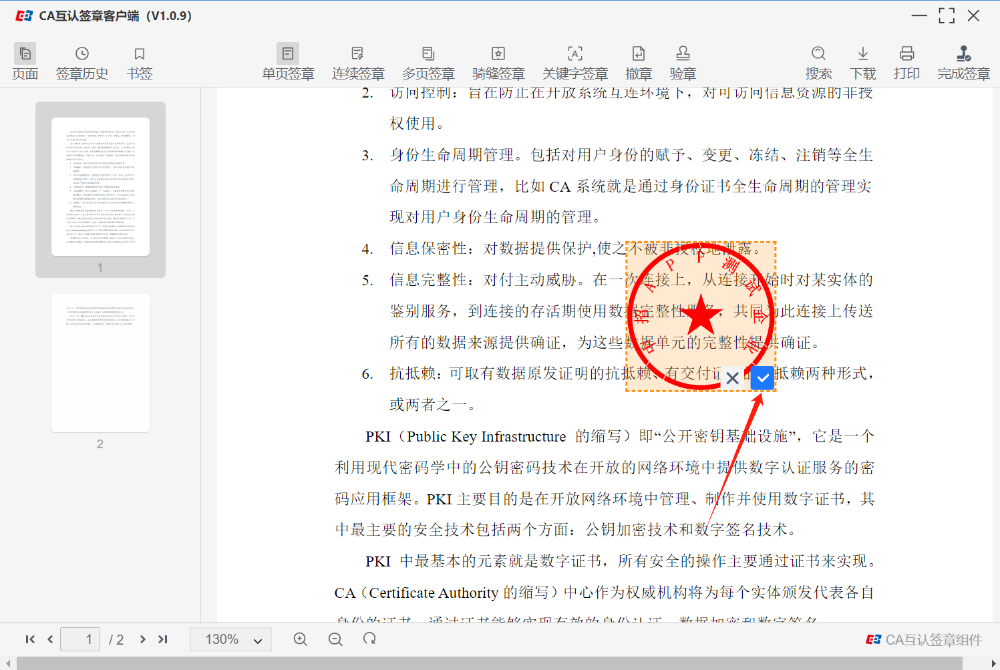 CA互认签章客户端（V1.0.9）
页面 签章历史 书签 单页签章 连续签章 多页签章 骑缝签章 关键字签章 撤章 验章 搜索 下载 打印 完成签章
2. 访问控制：旨在防止在开放系统互连环境下，对可访问信息资源的非授
权使用。
3. 身份生命周期管理。包括对用户身份的赋予、变更、冻结、注销等全生
命周期进行管理，比如 CA 系统就是通过身份证书全生命周期的管理实
现对用户身份生命周期的管理。
4. 信息保密性：对数据提供保护,使之不被非授权地泄露。
5. 信息完整性：对付主动威胁。在一次连接上，从连接开始时对某实体的
鉴别服务，到连接的存活期使用数据完整性服务，共同为此连接上传送
所有的数据来源提供确证，为这些数据单元的完整性提供确证。
6. 抗抵赖：可取有数据原发证明的抗抵赖、有交付证 的 抵赖两种形式，
或两者之一。
中招APP测试企业
PKI（Public Key Infrastructure 的缩写）即“公开密钥基础设施”，它是一个
利用现代密码学中的公钥密码技术在开放的网络环境中提供数字认证服务的密
码应用框架。PKI 主要目的是在开放网络环境中管理、制作并使用数字证书，其
中最主要的安全技术包括两个方面：公钥加密技术和数字签名技术。
PKI 中最基本的元素就是数字证书，所有安全的操作主要通过证书来实现。
CA（Certificate Authority 的缩写）中心作为权威机构将为每个实体颁发代表各自
身份的证书，通过证书能够实现有效的身份认证、数据加密和数字签名
1
2
1 / 2 130% CA互认签章组件